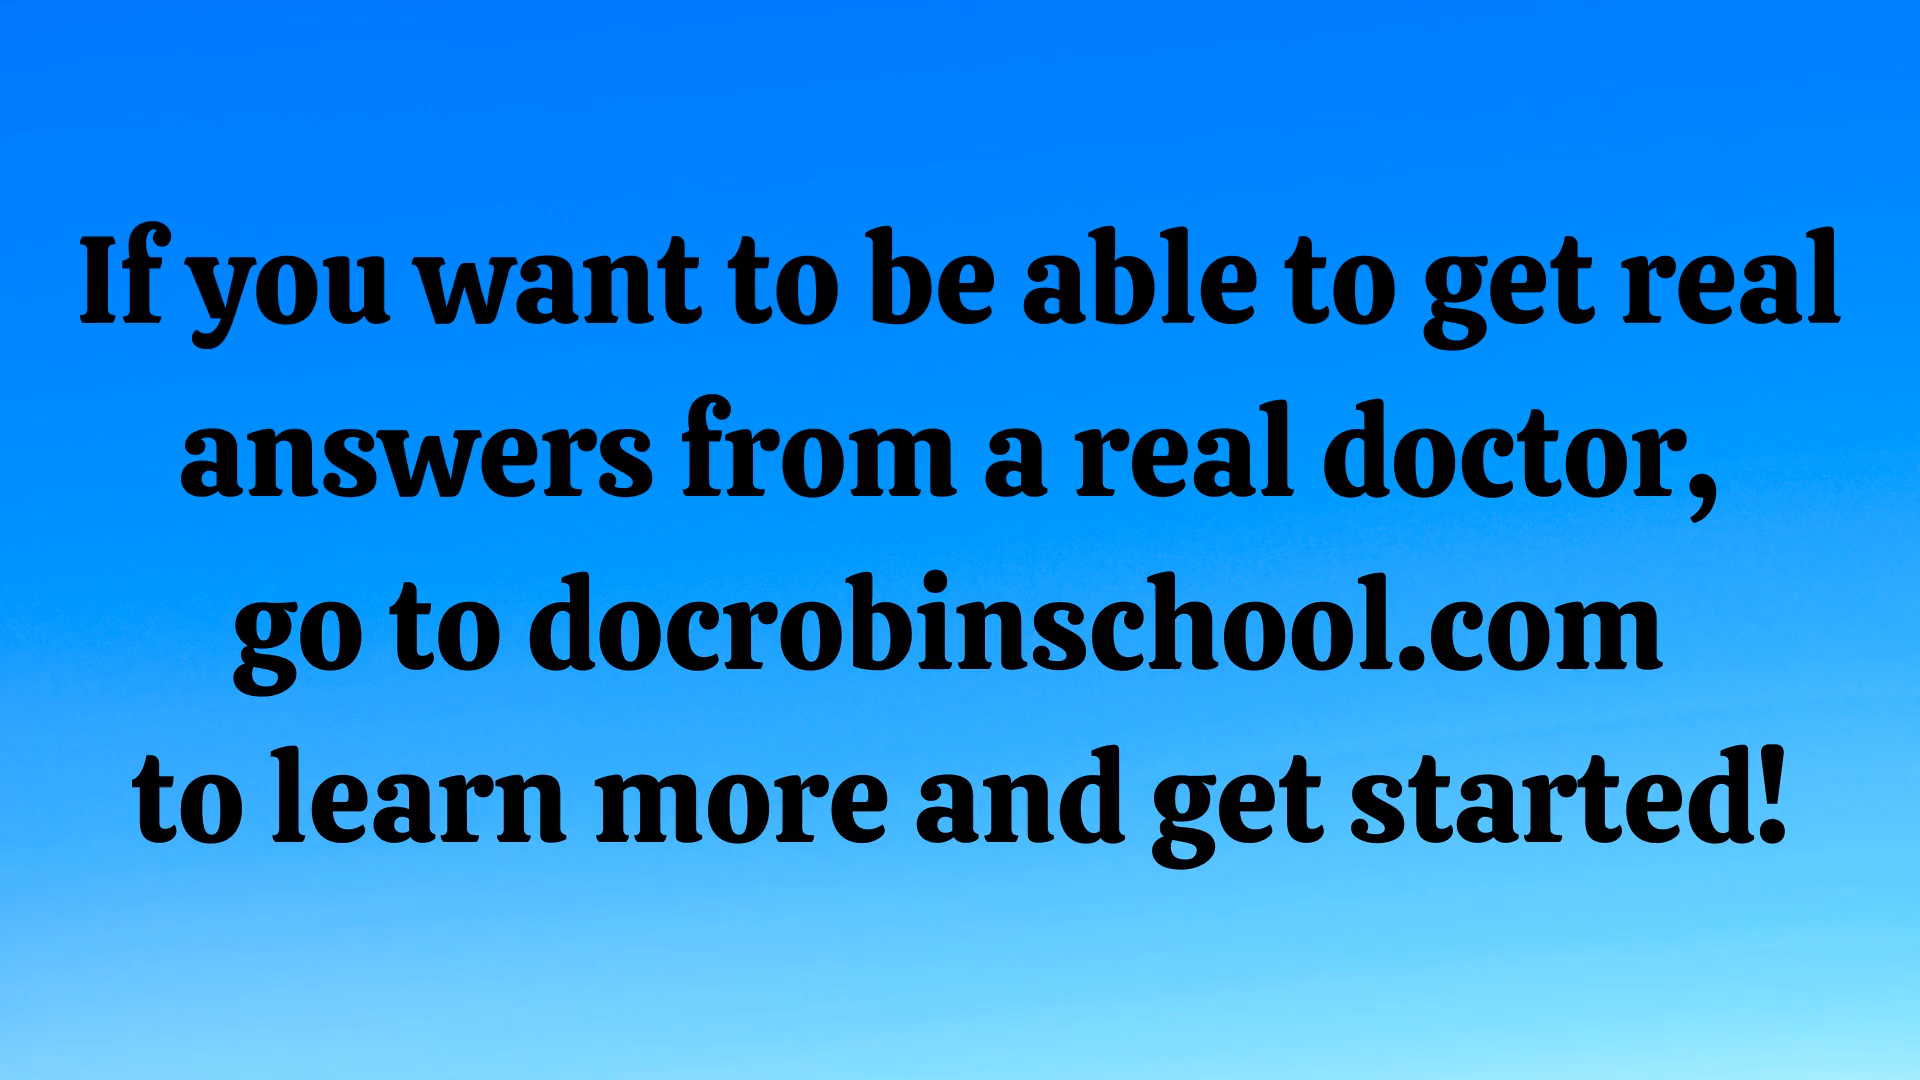 If you want to be able to get real
answers from a real doctor,
go to docrobinschool.com
to learn more and get started!